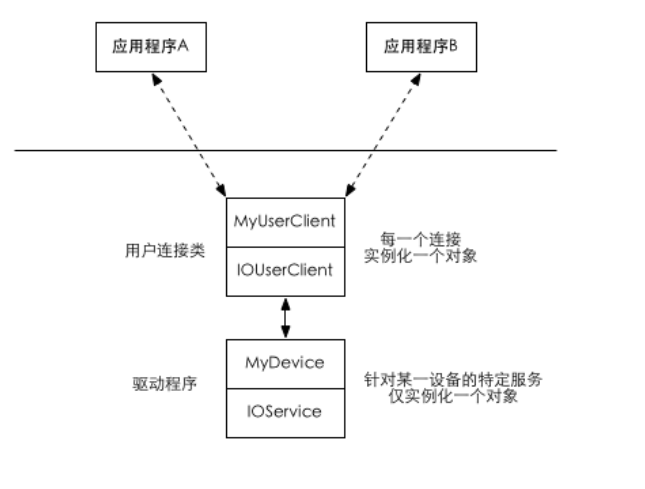 应用程序A
应用程序B
MyUserClient
用户连接类
每一个连接
实例化一个对象
IOUserClient
MyDevice
驱动程序
针对某一设备的特定服务
仅实例化一个对象
IOService